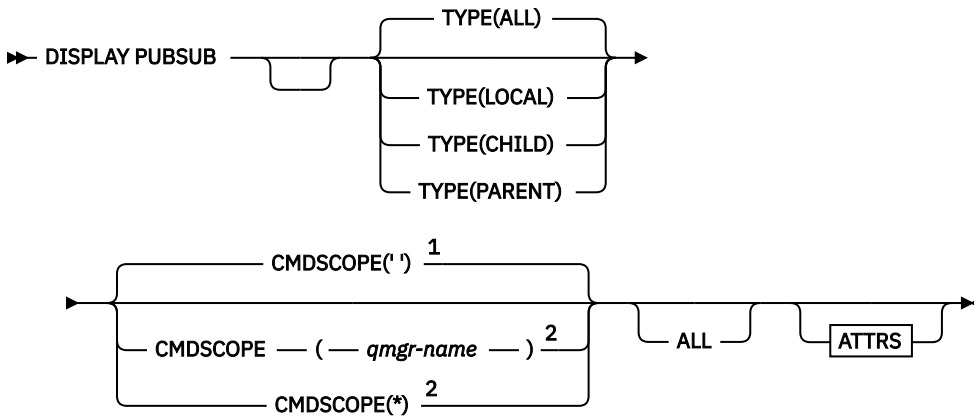 TYPE(ALL)
DISPLAY PUBSUB
TYPE(LOCAL)
TYPE(CHILD)
TYPE(PARENT)
CMDSCOPE(' ') 1
CMDSCOPE ( qmgr-name ) 2
ALL
ATTRS
CMDSCOPE(*) 2